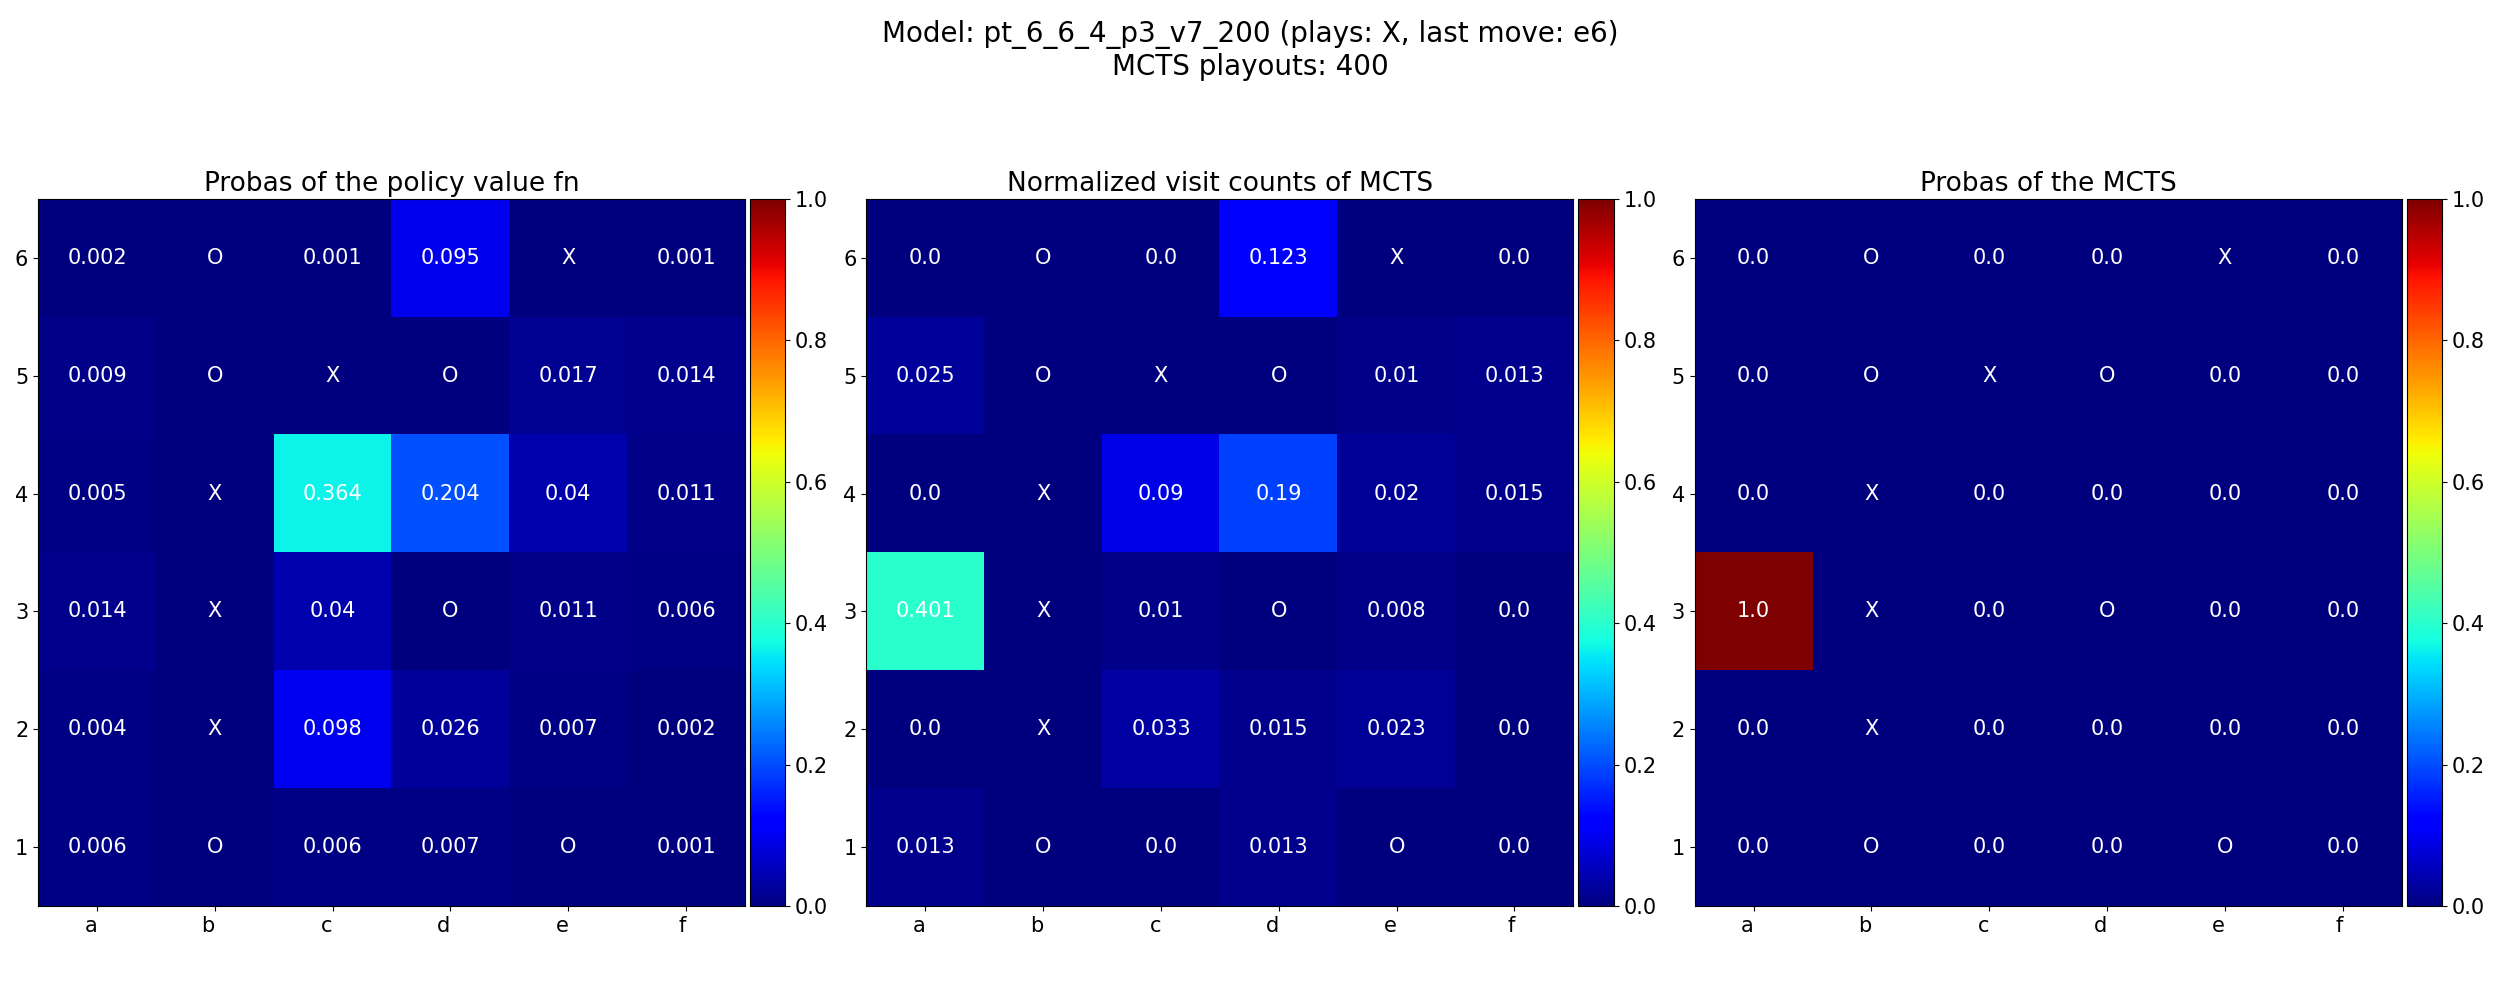 Model: pt_6_6_4_p3_v7_200 (plays: X, last move: e6)
MCTS playouts: 400
Probas of the policy value fn
6 0.002 O 0.001 0.095 X 0.001
5 0.009 O X O 0.017 0.014
4 0.005 X 0.364 0.204 0.04 0.011
3 0.014 X 0.04 O 0.011 0.006
2 0.004 X 0.098 0.026 0.007 0.002
1 0.006 O 0.006 0.007 O 0.001
a b c d e f
1.0
0.8
0.6
0.4
0.2
0.0
Normalized visit counts of MCTS
6 0.0 O 0.0 0.123 X 0.0
5 0.025 O X O 0.01 0.013
4 0.0 X 0.09 0.19 0.02 0.015
3 0.401 X 0.01 O 0.008 0.0
2 0.0 X 0.033 0.015 0.023 0.0
1 0.013 O 0.0 0.013 O 0.0
a b c d e f
1.0
0.8
0.6
0.4
0.2
0.0
Probas of the MCTS
6 0.0 O 0.0 0.0 X 0.0
5 0.0 O X O 0.0 0.0
4 0.0 X 0.0 0.0 0.0 0.0
3 1.0 X 0.0 O 0.0 0.0
2 0.0 X 0.0 0.0 0.0 0.0
1 0.0 O 0.0 0.0 O 0.0
a b c d e f
1.0
0.8
0.6
0.4
0.2
0.0